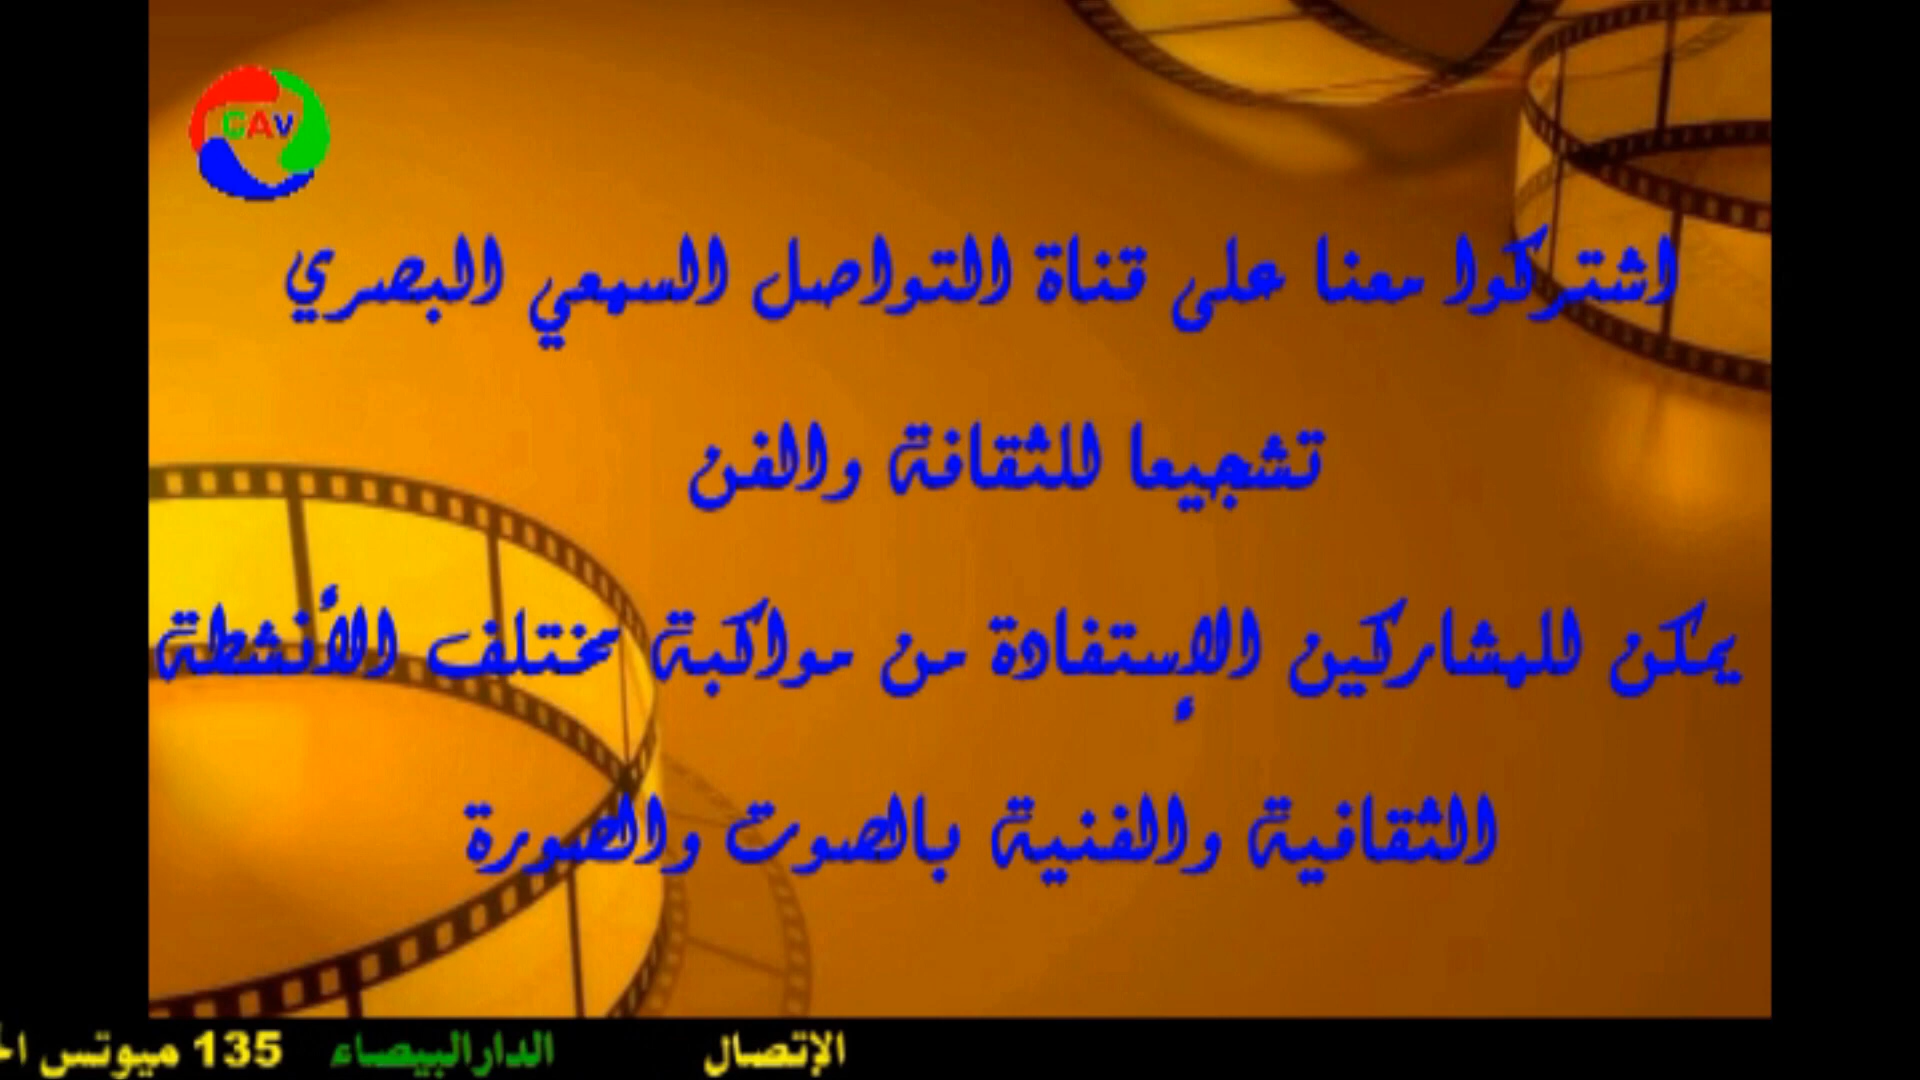 CAV
اشتركوا معنا على قناة التواصل السمعي البصري
تشجيعا للثقافة والفن
يمكن للمشاركين الإستفادة من مواكبة مختلف الأنشطة
الثقافية والفنية بالصوت والصورة
الإتصال الدارالبيصاء 135 ميوتس